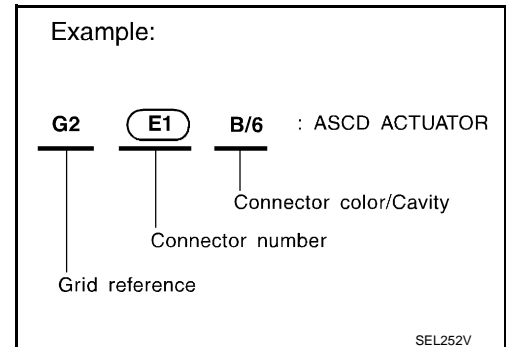 Example:
G2 E1 B/6 : ASCD ACTUATOR
Connector color/Cavity
Connector number
Grid reference
SEL252V